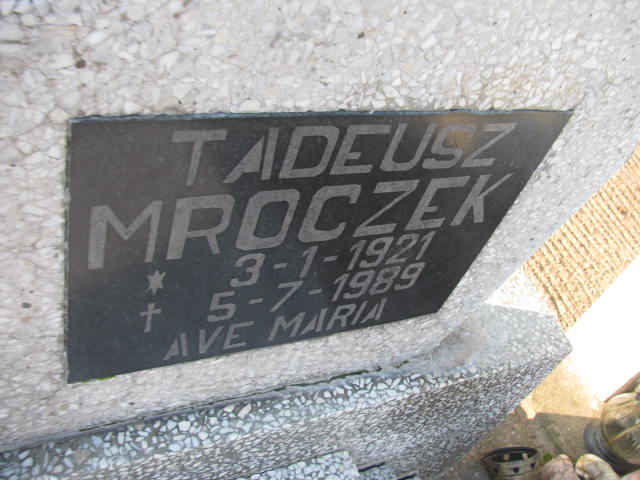 TADEUSZ
MROCZEK
* 3-1-1921
† 5-7-1989
AVE MARIA